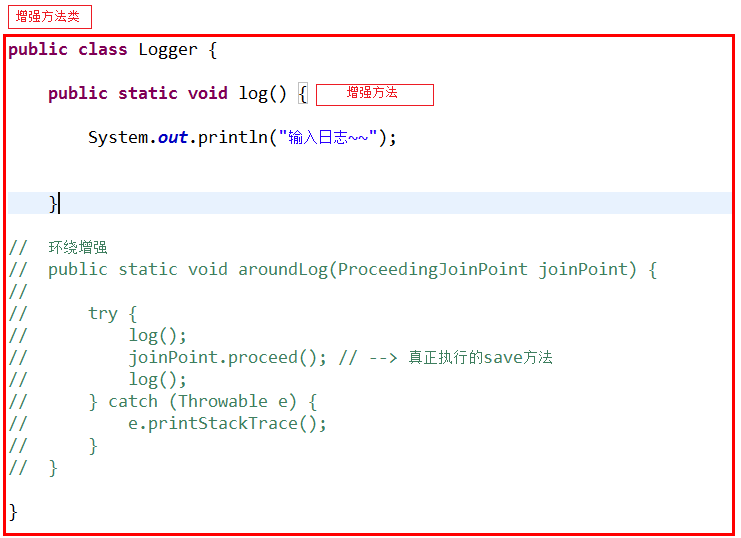 增强方法类
public class Logger {
public static void log() { 增强方法
System.out.println("输入日志~~");
}
// 环绕增强
// public static void aroundLog(ProceedingJoinPoint joinPoint) {
//
// try {
// log();
// joinPoint.proceed(); // --> 真正执行的save方法
// log();
// } catch (Throwable e) {
// e.printStackTrace();
// }
// }
}